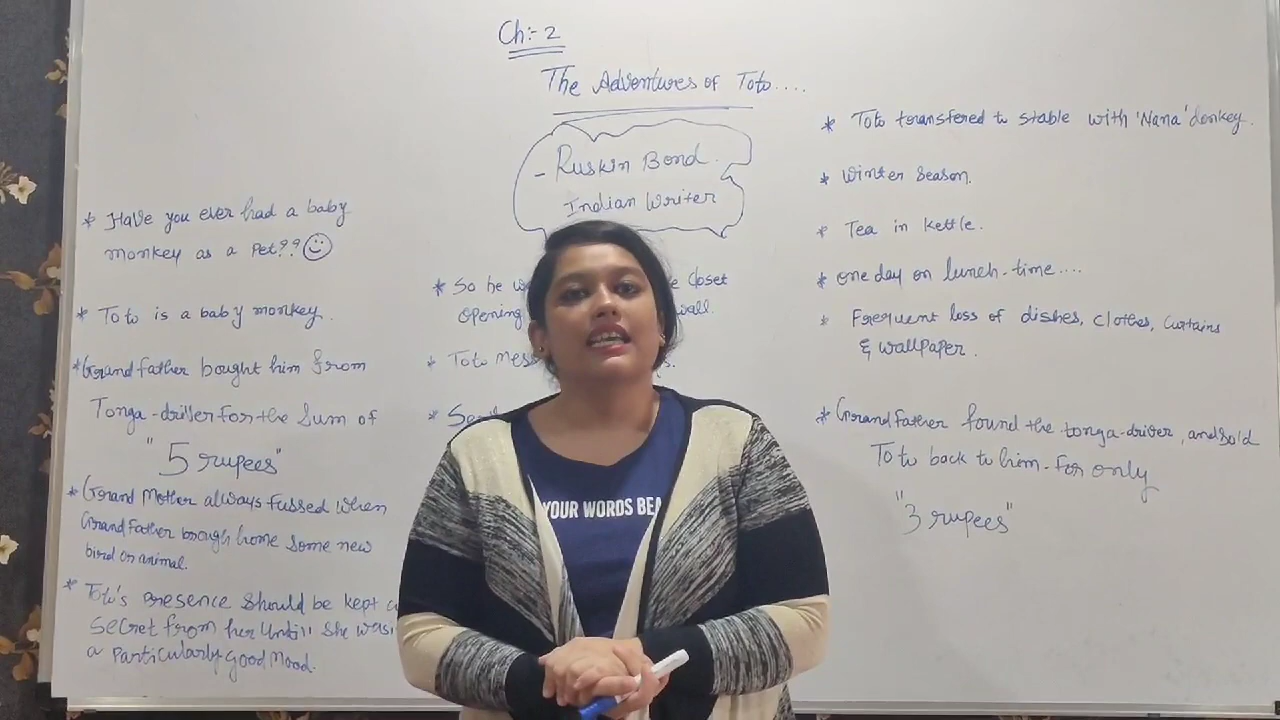 Ch:- 2
The Adventures of Toto....
- Ruskin Bond.
Indian Writer
* Have you ever had a baby
monkey as a Pet??
* Toto is a baby monkey.
* Grand father bought him from
Tonga-driver for the sum of
"5 rupees"
* Grand Mother always fussed when
Grand father brough home some new
bird or animal.
* Toto's presence should be kept
secret from her Until she was
a particularly Good Mood.
* So he closet
opening wall.
* Toto
* Toto transfered to stable with 'Nana' donkey.
* Winter Season.
* Tea in kettle.
* one day on lunch-time....
* Frequent loss of dishes, clothes, curtains
& wallpaper.
* Grand father found the tonga-driver, and sold
Toto back to him-for only
"3 rupees"
YOUR WORDS